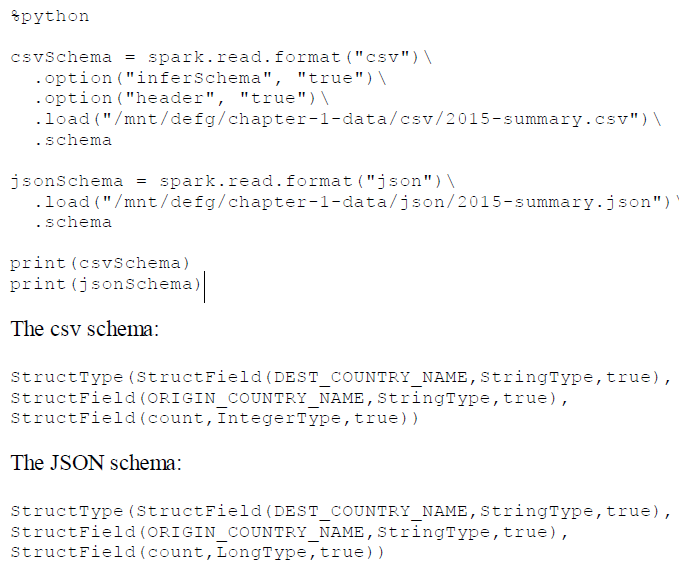 %python
csvSchema = spark.read.format("csv")\
.option("inferSchema", "true")\
.option("header", "true")\
.load("/mnt/defg/chapter-1-data/csv/2015-summary.csv")\
.schema
jsonSchema = spark.read.format("json")\
.load("/mnt/defg/chapter-1-data/json/2015-summary.json")\
.schema
print(csvSchema)
print(jsonSchema)
The csv schema:
StructType(StructField(DEST_COUNTRY_NAME,StringType,true),
StructField(ORIGIN_COUNTRY_NAME,StringType,true),
StructField(count,IntegerType,true))
The JSON schema:
StructType(StructField(DEST_COUNTRY_NAME,StringType,true),
StructField(ORIGIN_COUNTRY_NAME,StringType,true),
StructField(count,LongType,true))